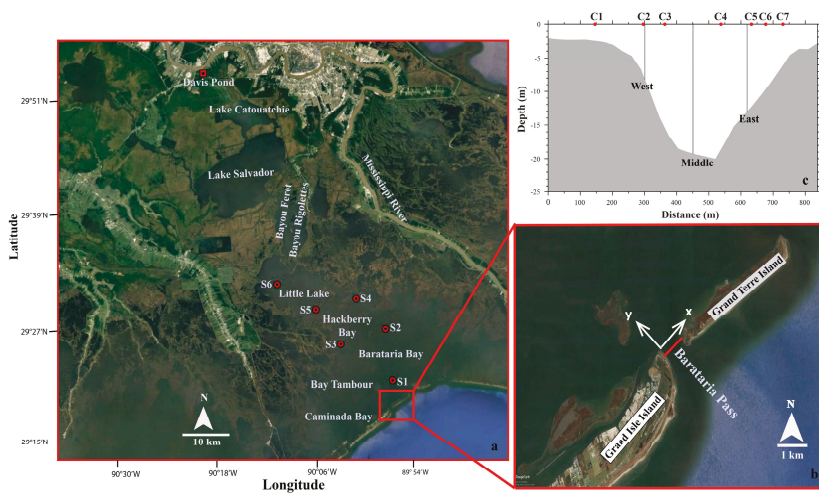 C1 C2 C3 C4 C5 C6 C7
0
-5
-10
-15
-20
-25
Depth (m)
West
East
Middle
c
0 100 200 300 400 500 600 700 800
Distance (m)
Latitude
29°51'N
29°39'N
29°27'N
29°15'N
Davis Pond
Lake Catouatchie
Lake Salvador
Mississippi River
Bayou Feret
Bayou Rigolettes
S6
Little Lake
S4
S5
Hackberry
Bay
S2
S3
Barataria Bay
S1
Bay Tambour
Caminada Bay
N
10 km
a
90°30'W 90°18'W 90°06'W 89°54'W
Longitude
Grand Terre Island
Y
x
Barataria Pass
Grand Isle Island
N
1 km
b